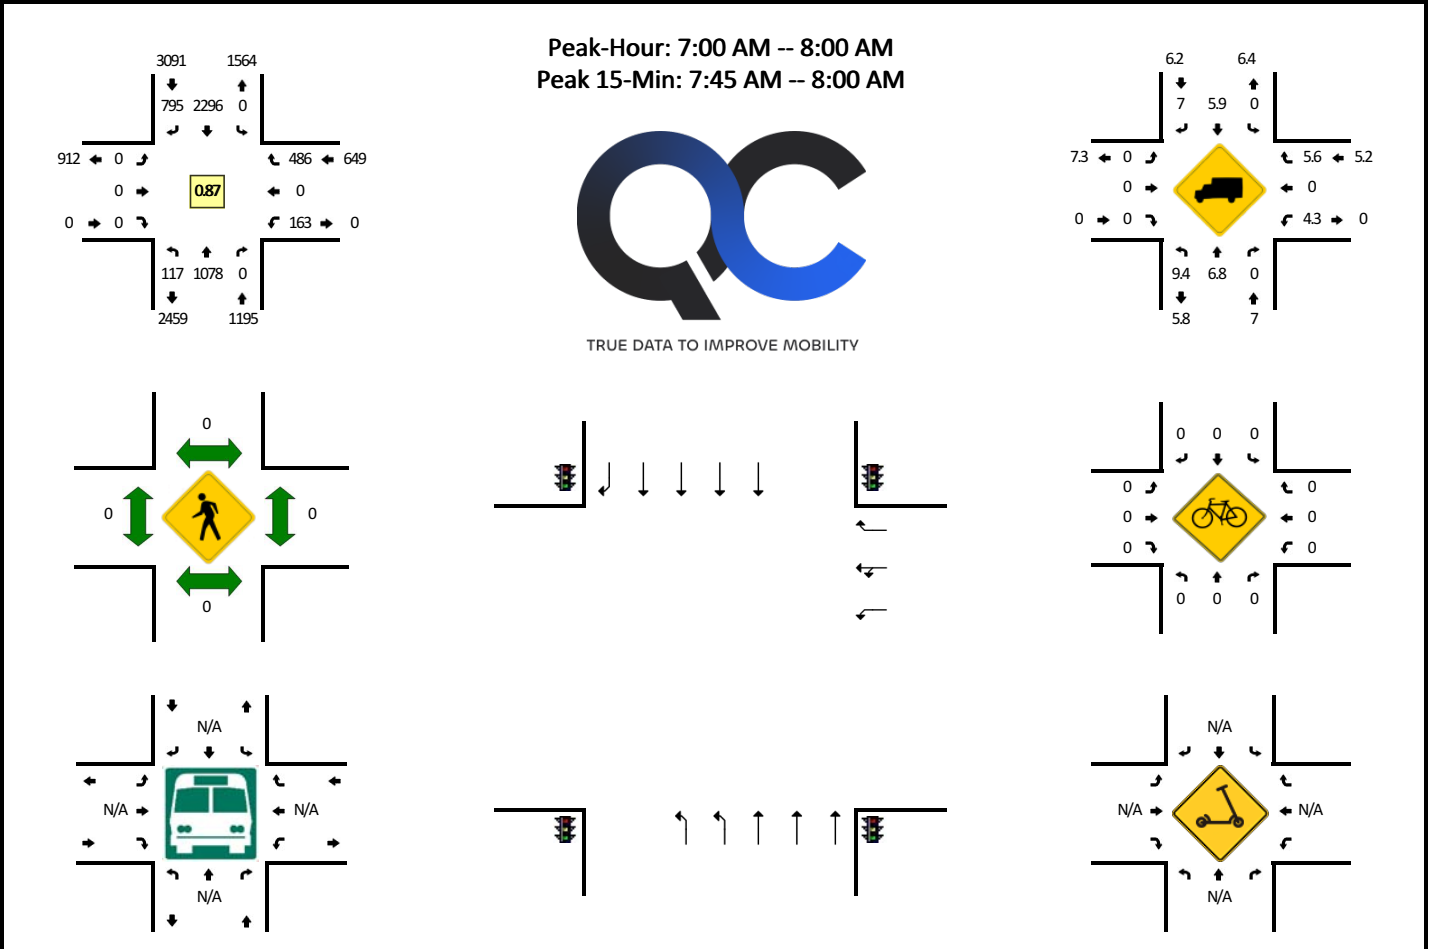 Peak-Hour: 7:00 AM -- 8:00 AM
Peak 15-Min: 7:45 AM -- 8:00 AM
3091 1564
795 2296 0
912 0 486 649
0 0.87 0
0 0 163 0
117 1078 0
2459 1195
QC
TRUE DATA TO IMPROVE MOBILITY
6.2 6.4
7 5.9 0
7.3 0 5.6 5.2
0 0
0 0 4.3 0
9.4 6.8 0
5.8 7
0
0 0
0
0 0 0
0 0
0 0
0 0
0 0 0
N/A
N/A N/A
N/A
N/A
N/A N/A
N/A